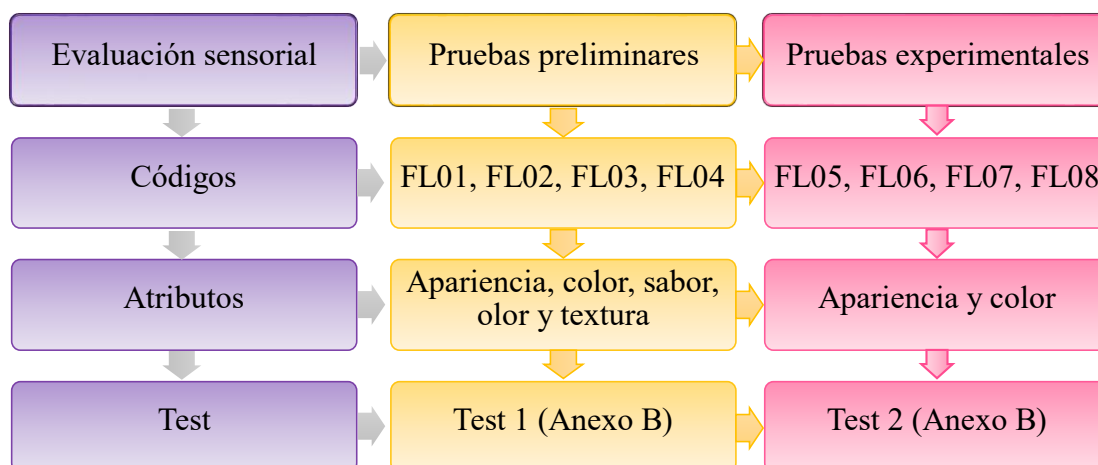 Evaluación sensorial
Pruebas preliminares
Pruebas experimentales
Códigos
FL01, FL02, FL03, FL04
FL05, FL06, FL07, FL08
Atributos
Apariencia, color, sabor,
olor y textura
Apariencia y color
Test
Test 1 (Anexo B)
Test 2 (Anexo B)